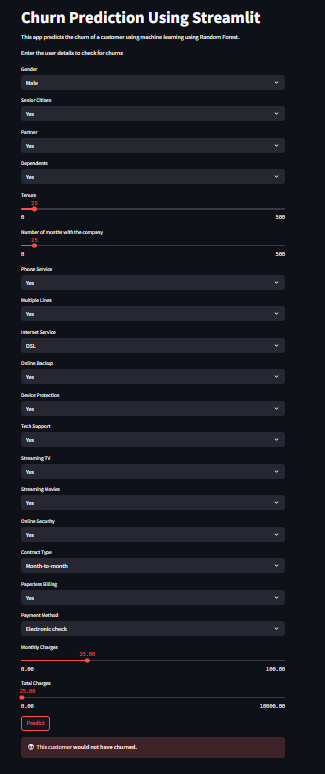 Churn Prediction Using Streamlit
This app predicts the churn of a customer using machine learning using Random Forest.
Enter the user details to check for churns
Gender
Male
Senior Citizen
Yes
Partner
Yes
Dependents
Yes
Tenure
25
0 500
Number of months with the company
25
0 500
Phone Service
Yes
Multiple Lines
Yes
Internet Service
DSL
Online Backup
Yes
Device Protection
Yes
Tech Support
Yes
Streaming TV
Yes
Streaming Movies
Yes
Online Security
Yes
Contract Type
Month-to-month
Paperless Billing
Yes
Payment Method
Electronic check
Monthly Charges
25.00
0.00 100.00
Total Charges
25.00
0.00 10000.00
Predict
This customer would not have churned.